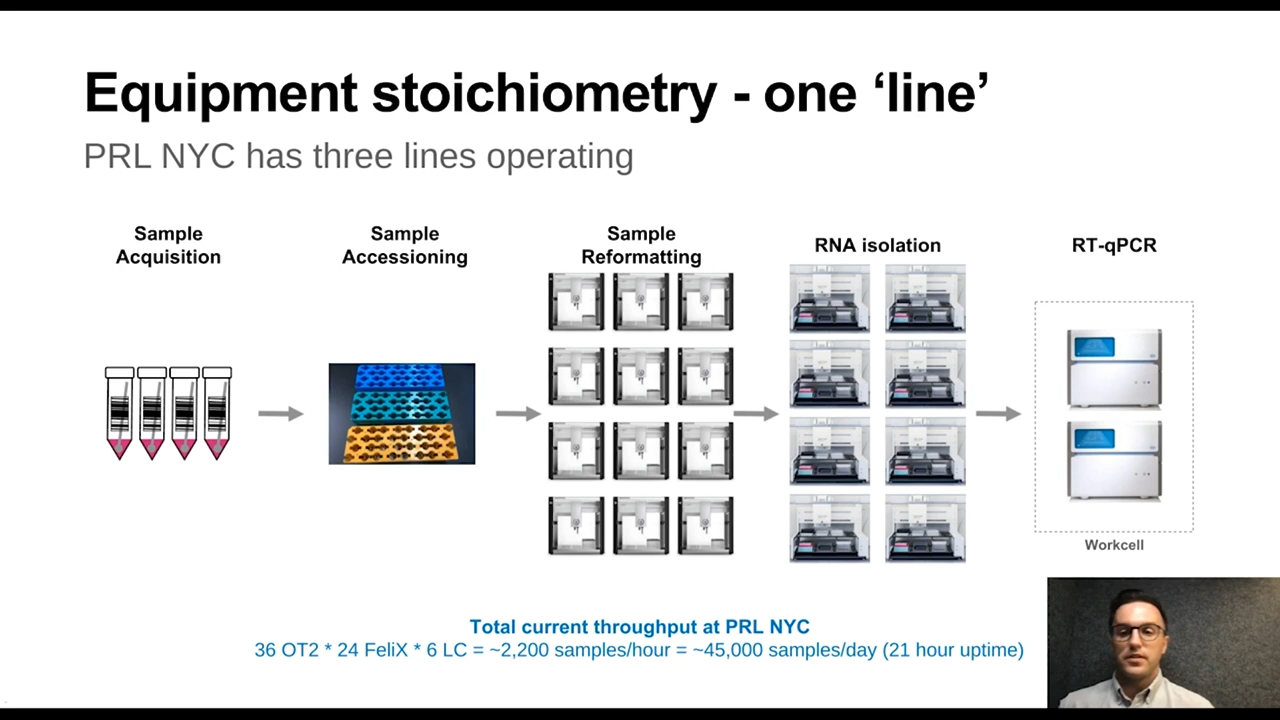 Equipment stoichiometry - one ‘line’
PRL NYC has three lines operating
Sample
Acquisition
Sample
Accessioning
Sample
Reformatting
RNA isolation
RT-qPCR
Workcell
Total current throughput at PRL NYC
36 OT2 * 24 FeliX * 6 LC = ~2,200 samples/hour = ~45,000 samples/day (21 hour uptime)